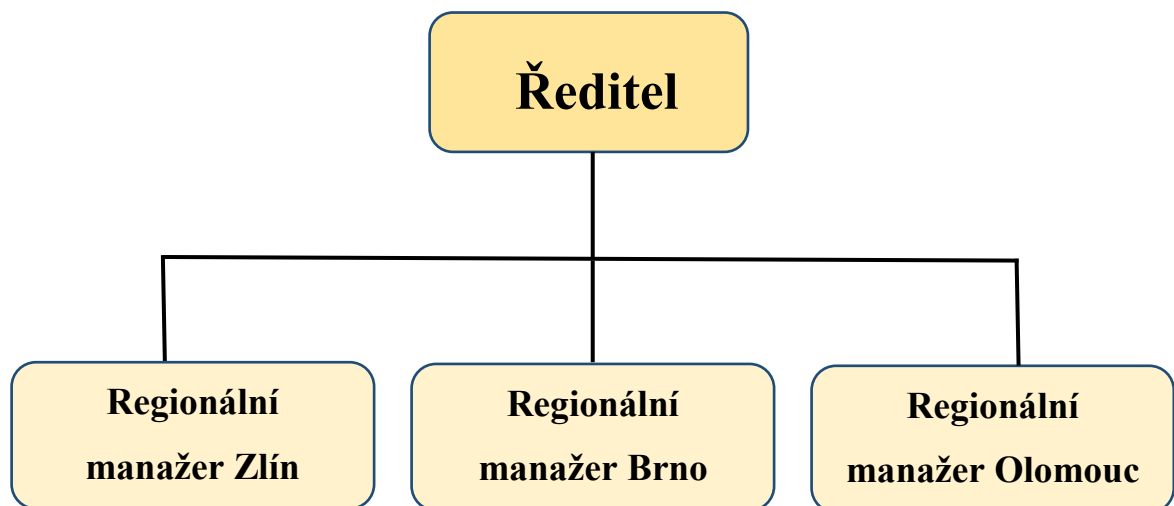 Ředitel
Regionální
manažer Zlín
Regionální
manažer Brno
Regionální
manažer Olomouc